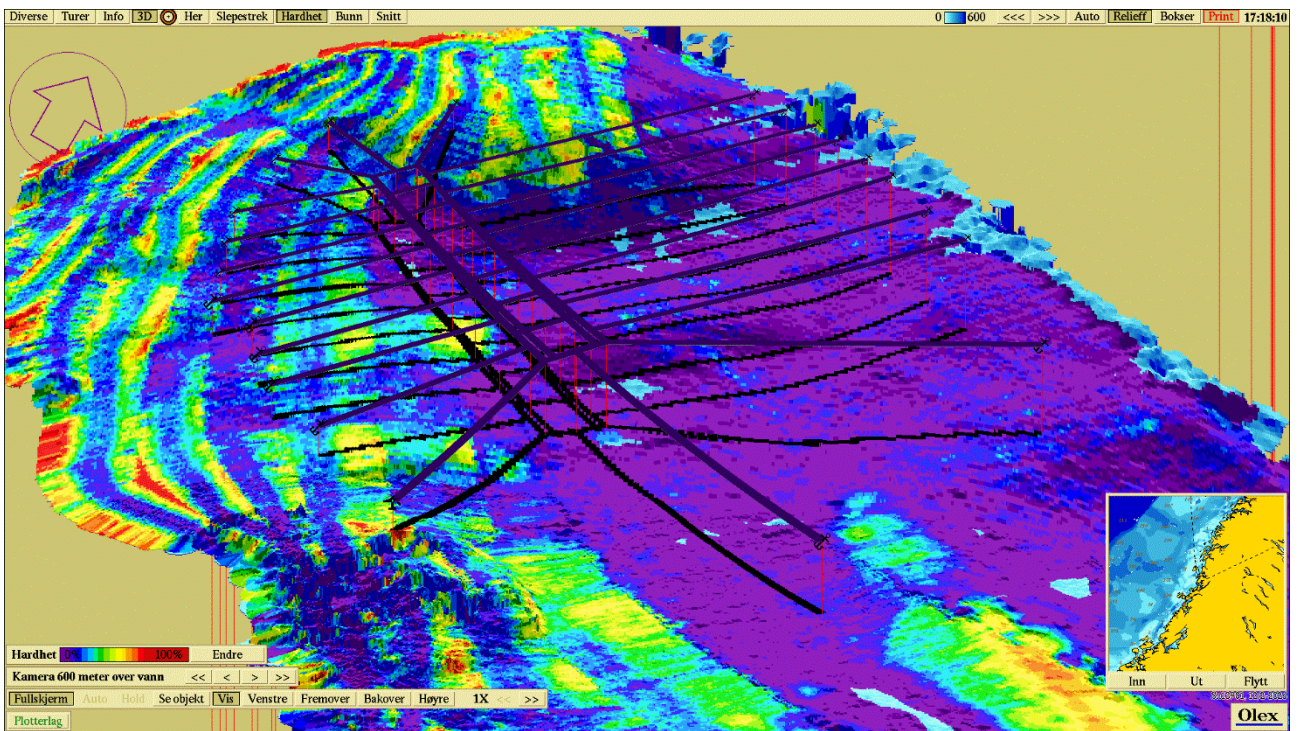 Diverse Turer Info 3D Her Slepestrek Hardhet Bunn Snitt 0 600 <<< >>> Auto Relieff Bokser Print 17:18:10
Hardhet 0% 100% Endre
Kamera 600 meter over vann << < > >>
Fullskjerm Auto Hold Se objekt Vis Venstre Fremover Bakover Høyre 1X << >>
Plotterlag
Inn Ut Flytt
Olex